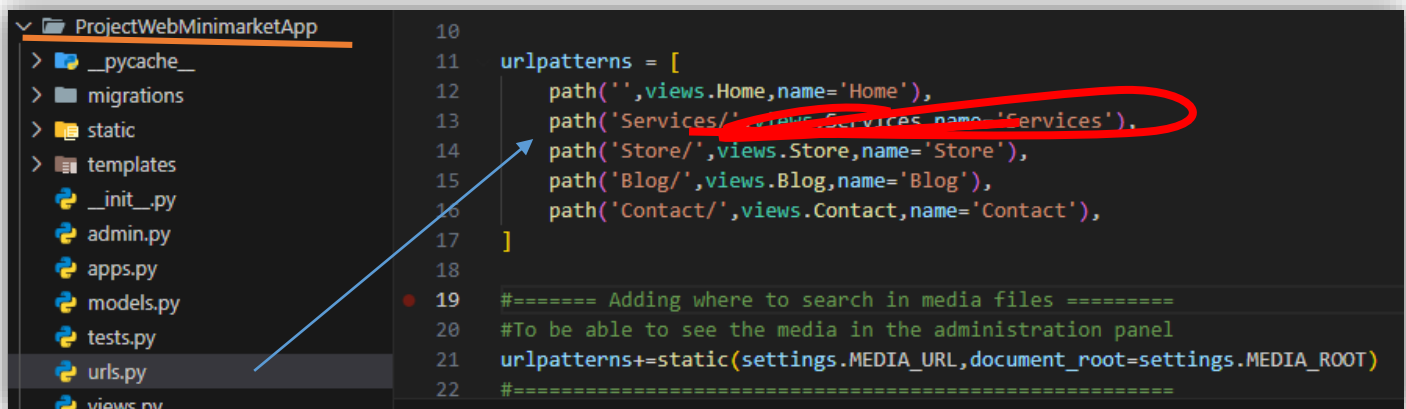 ProjectWebMinimarketApp
__pycache__
migrations
static
templates
__init__.py
admin.py
apps.py
models.py
tests.py
urls.py
views.py
10
11 urlpatterns = [
12 path('',views.Home,name='Home'),
13 path('Services/',views.Services,name='Services'),
14 path('Store/',views.Store,name='Store'),
15 path('Blog/',views.Blog,name='Blog'),
16 path('Contact/',views.Contact,name='Contact'),
17 ]
18
19 #======= Adding where to search in media files =========
20 #To be able to see the media in the administration panel
21 urlpatterns+=static(settings.MEDIA_URL,document_root=settings.MEDIA_ROOT)
22 #=======================================================